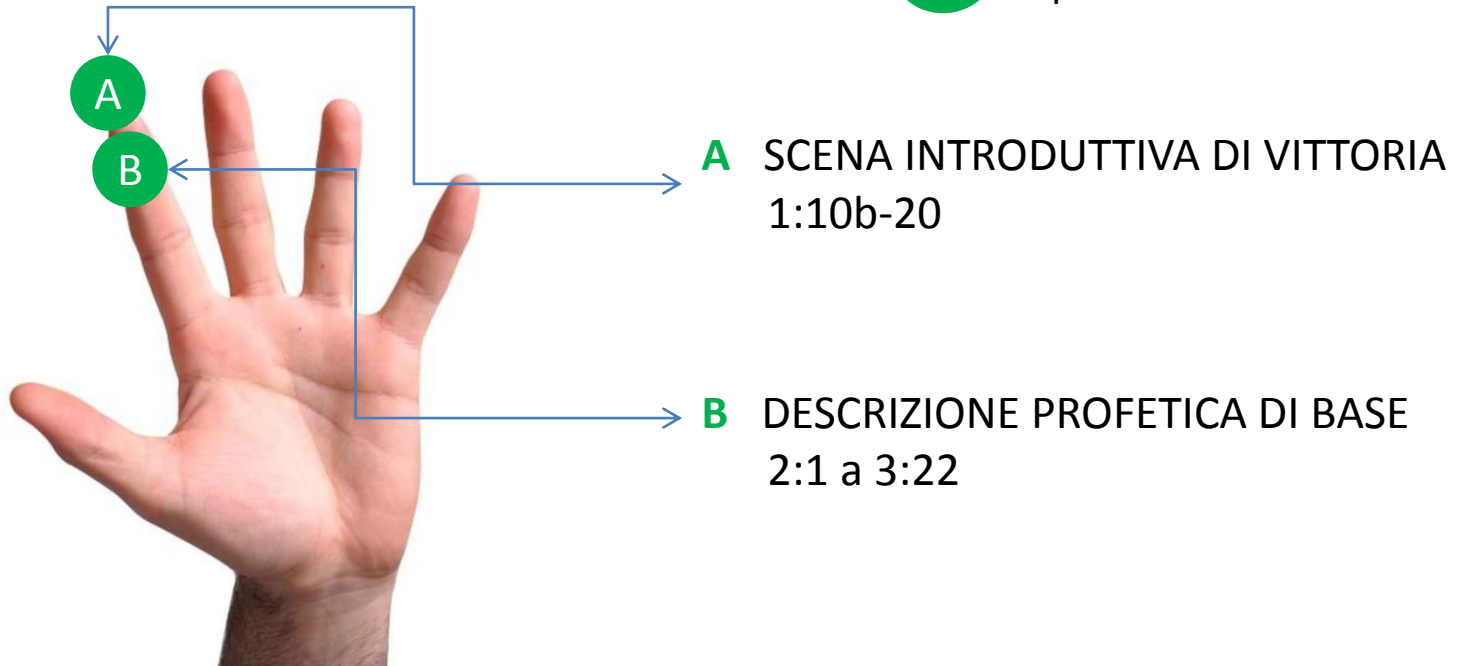 A
B
A SCENA INTRODUTTIVA DI VITTORIA
1:10b-20
B DESCRIZIONE PROFETICA DI BASE
2:1 a 3:22